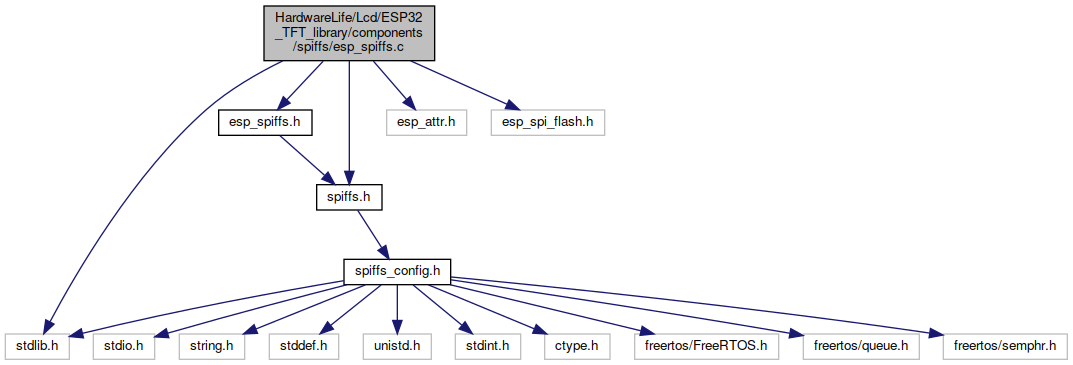 HardwareLife/Lcd/ESP32
_TFT_library/components
/spiffs/esp_spiffs.c
esp_spiffs.h
esp_attr.h
esp_spi_flash.h
spiffs.h
spiffs_config.h
stdlib.h
stdio.h
string.h
stddef.h
unistd.h
stdint.h
ctype.h
freertos/FreeRTOS.h
freertos/queue.h
freertos/semphr.h